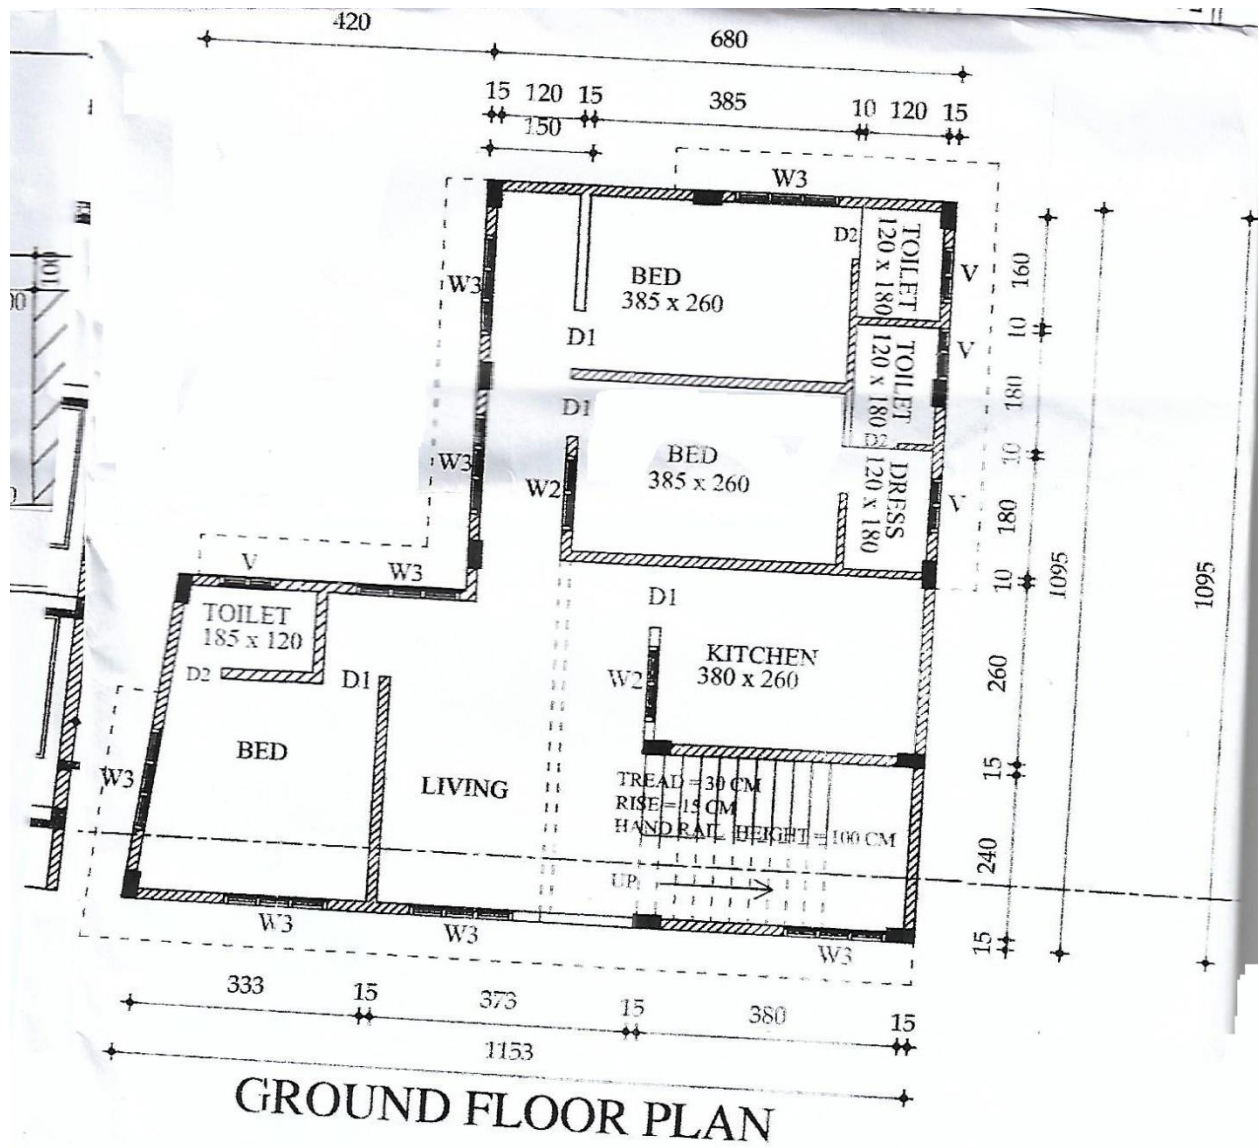 420
680
15 120 15 385 10 120 15
150
W3
W3
D2
TOILET
120 x 180
V
BED
385 x 260
D1
TOILET
120 x 180
V
D1
W3
W2
BED
385 x 260
D2
DRESS
120 x 180
V
V
W3
TOILET
185 x 120
D2
D1
D1
KITCHEN
380 x 260
W2
BED
LIVING
W3
TREAD = 30 CM
RISE = 15 CM
HAND RAIL HEIGHT = 100 CM
UP
W3
W3
W3
160
10
180
10
180
10
260
15
240
15
1095
1095
100
333 15 373 15 380 15
1153
GROUND FLOOR PLAN